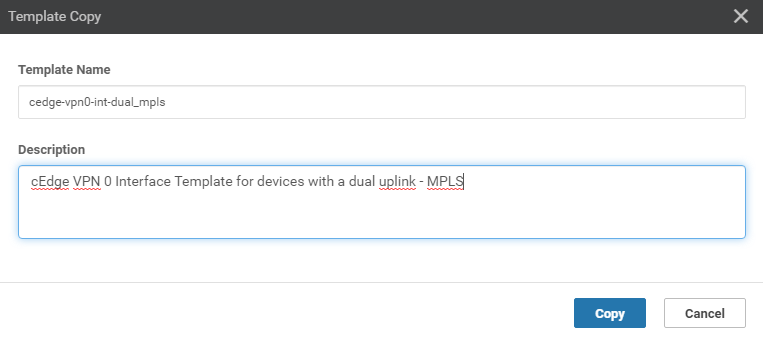 Template Copy
Template Name
cedge-vpn0-int-dual_mpls
Description
cEdge VPN 0 Interface Template for devices with a dual uplink - MPLS
Copy Cancel